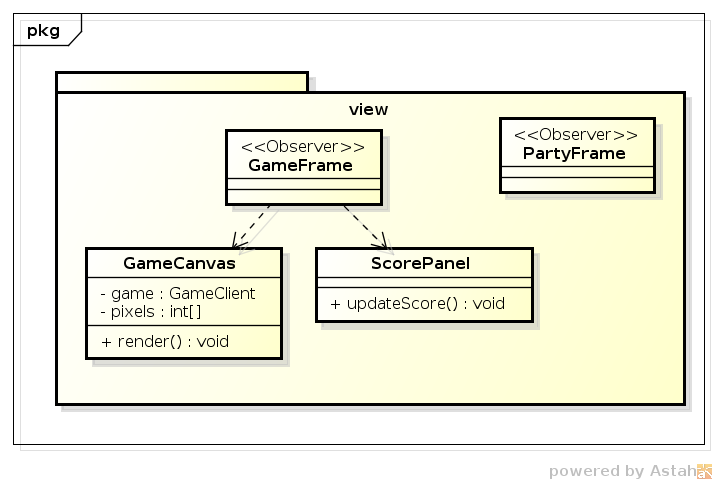 pkg
view
<<Observer>>
GameFrame
<<Observer>>
PartyFrame
GameCanvas
- game : GameClient
- pixels : int[]
+ render() : void
ScorePanel
+ updateScore() : void
powered by Astah